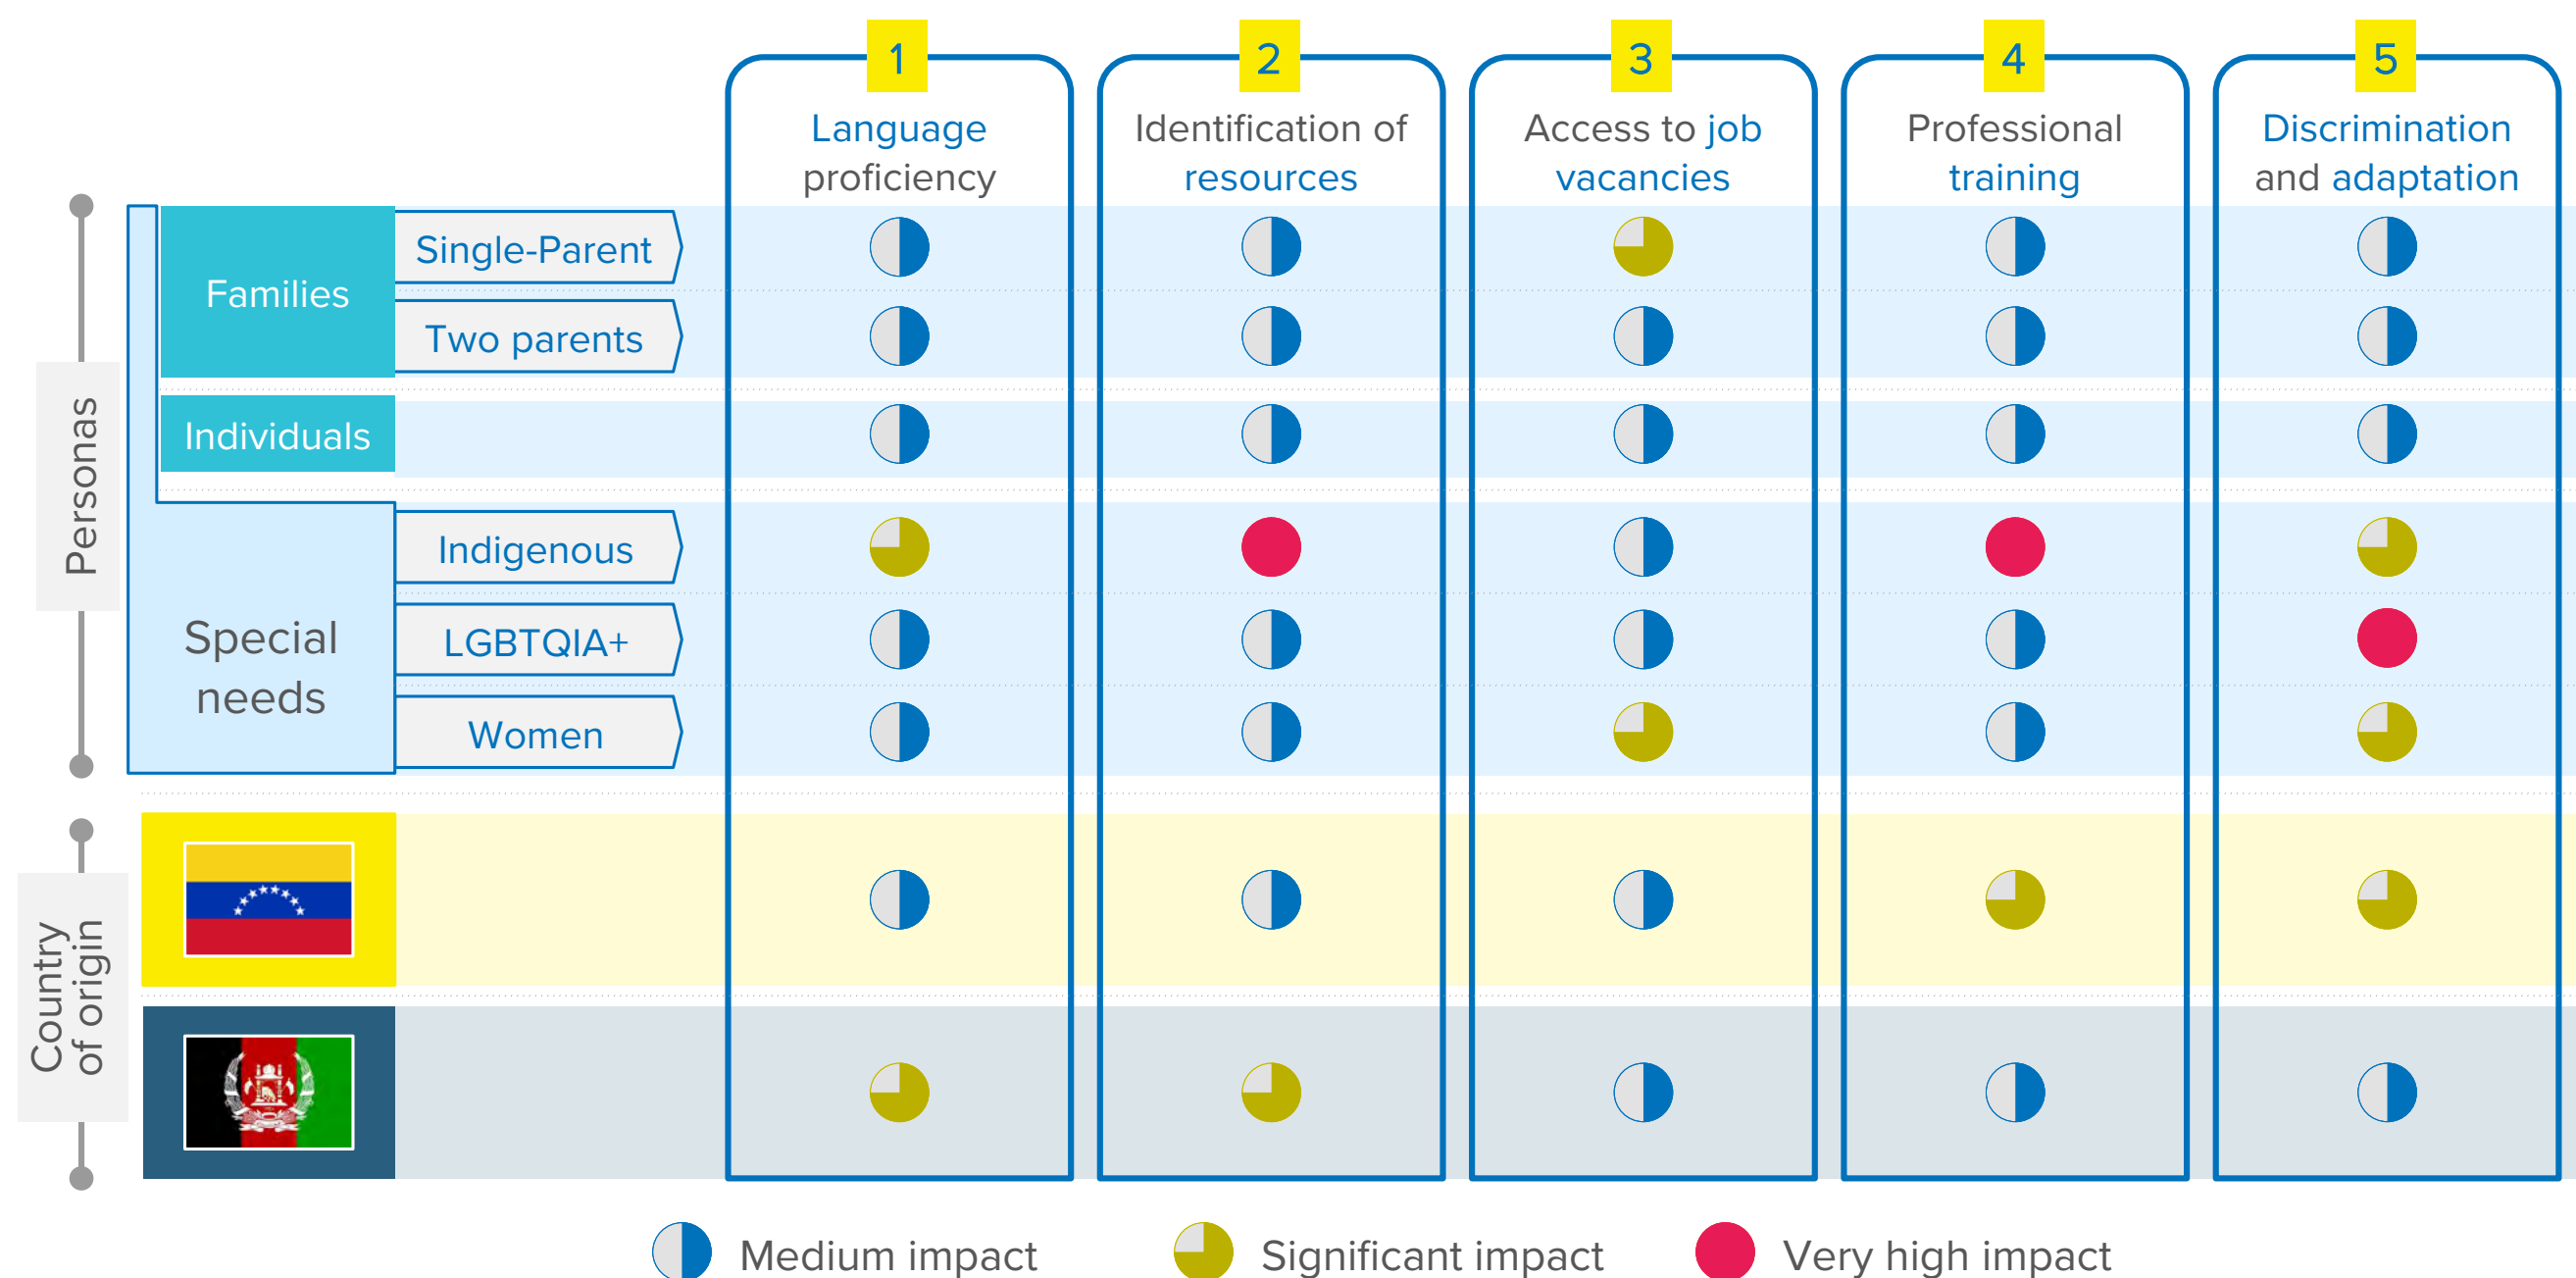 1
2
3
4
5
Language
proficiency
Identification of
resources
Access to job
vacancies
Professional
training
Discrimination
and adaptation
Personas
Families
Single-Parent
Two parents
Individuals
Special
needs
Indigenous
LGBTQIA+
Women
Country
of origin
Medium impact
Significant impact
Very high impact